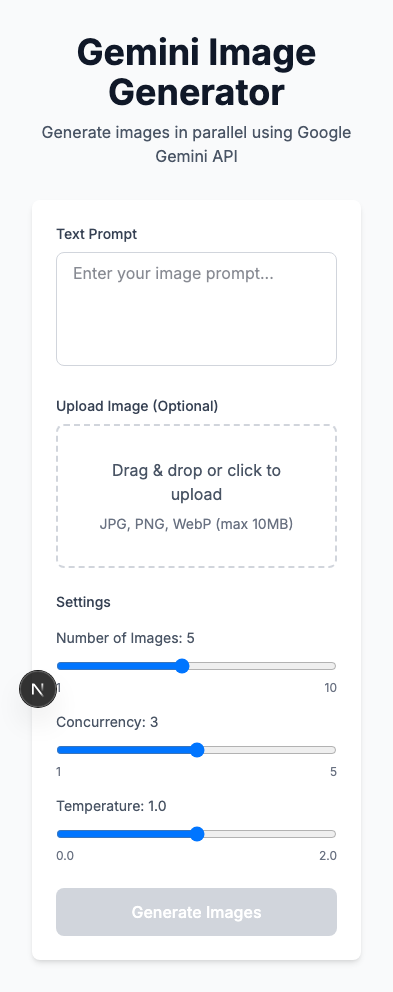 Gemini Image
Generator
Generate images in parallel using Google
Gemini API
Text Prompt
Enter your image prompt...
Upload Image (Optional)
Drag & drop or click to
upload
JPG, PNG, WebP (max 10MB)
Settings
Number of Images: 5
N
1 10
Concurrency: 3
1 5
Temperature: 1.0
0.0 2.0
Generate Images